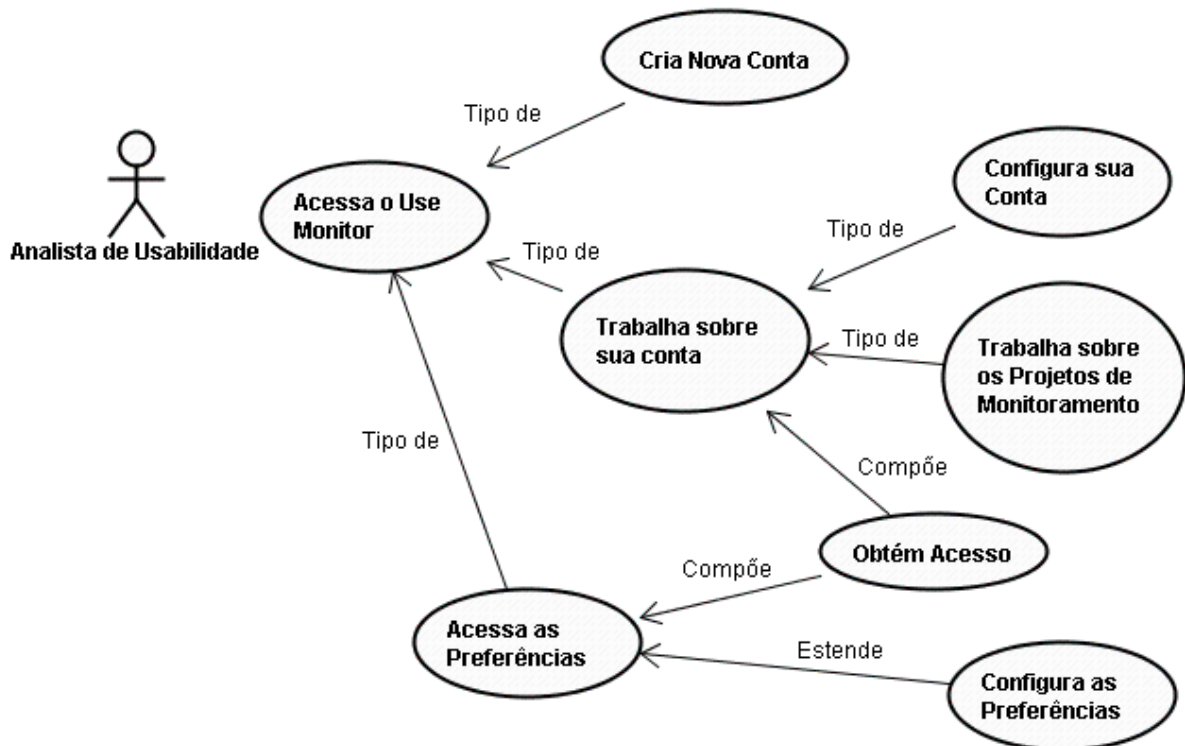 Cria Nova Conta
Tipo de
Analista de Usabilidade
Acessa o Use
Monitor
Configura sua
Conta
Tipo de
Tipo de
Trabalha sobre
sua conta
Tipo de
Trabalha sobre
os Projetos de
Monitoramento
Tipo de
Compőe
Obtém Acesso
Compőe
Acessa as
Preferências
Estende
Configura as
Preferências